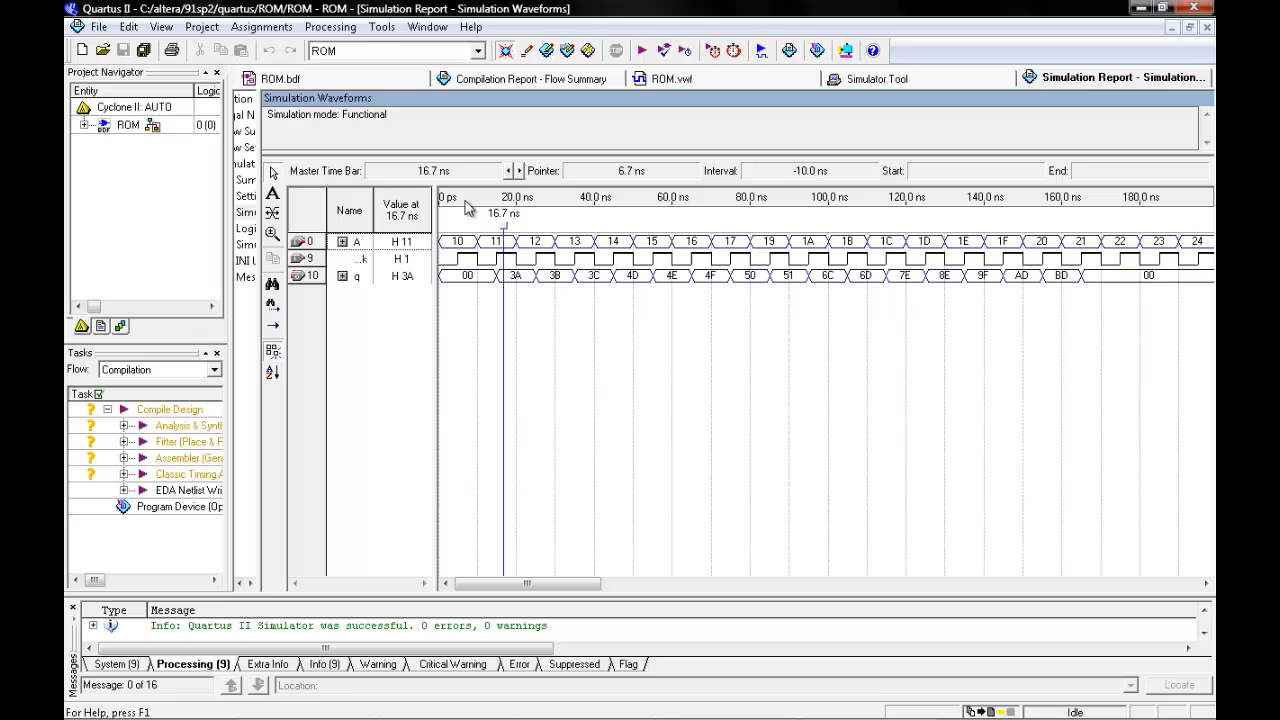 Quartus II - C:/altera/91sp2/quartus/ROM/ROM - ROM - [Simulation Report - Simulation Waveforms]
File Edit View Project Assignments Processing Tools Window Help
ROM
Project Navigator
Entity Logic
Cyclone II: AUTO
ROM 0 (0)
ROM.bdf Compilation Report - Flow Summary ROM.vwf Simulator Tool Simulation Report - Simulation...
Simulation Waveforms
Simulation mode: Functional
Master Time Bar: 16.7 ns Pointer: 6.7 ns Interval: -10.0 ns Start: End:
Name Value at 16.7 ns
0 ps 20.0 ns 40.0 ns 60.0 ns 80.0 ns 100.0 ns 120.0 ns 140.0 ns 160.0 ns 180.0 ns
16.7 ns
0 A H 11 10 11 12 13 14 15 16 17 19 1A 1B 1C 1D 1E 1F 20 21 22 23 24
9 ...k H 1
10 q H 3A 00 3A 3B 3C 4D 4E 4F 50 51 6C 6D 7E 8E 9F AD BD 00
Tasks
Flow: Compilation
Task
Compile Design
Analysis & Synth
Fitter (Place & F
Assembler (Gen
Classic Timing A
EDA Netlist Wri
Program Device (Op
Type Message
Info: Quartus II Simulator was successful. 0 errors, 0 warnings
System (9) Processing (9) Extra Info Info (9) Warning Critical Warning Error Suppressed Flag
Messages
Message: 0 of 16 Location: Locate
For Help, press F1 Idle